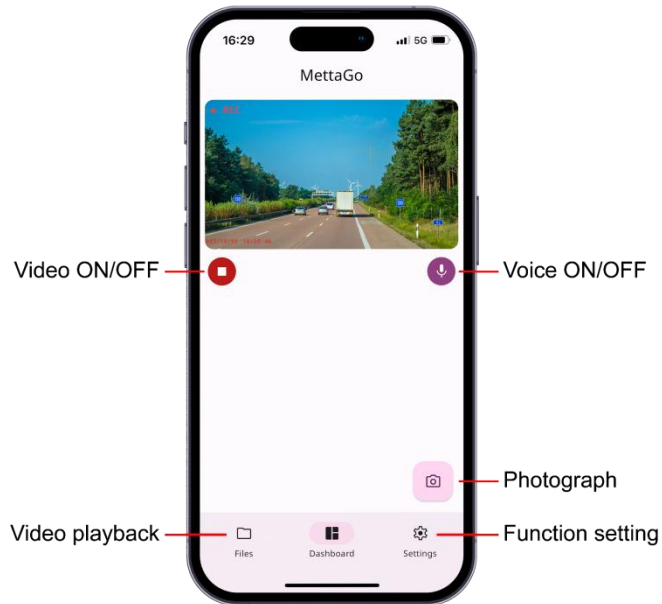 16:29
5G
MettaGo
REC
Video ON/OFF
Voice ON/OFF
Photograph
Video playback
Function setting
Files
Dashboard
Settings